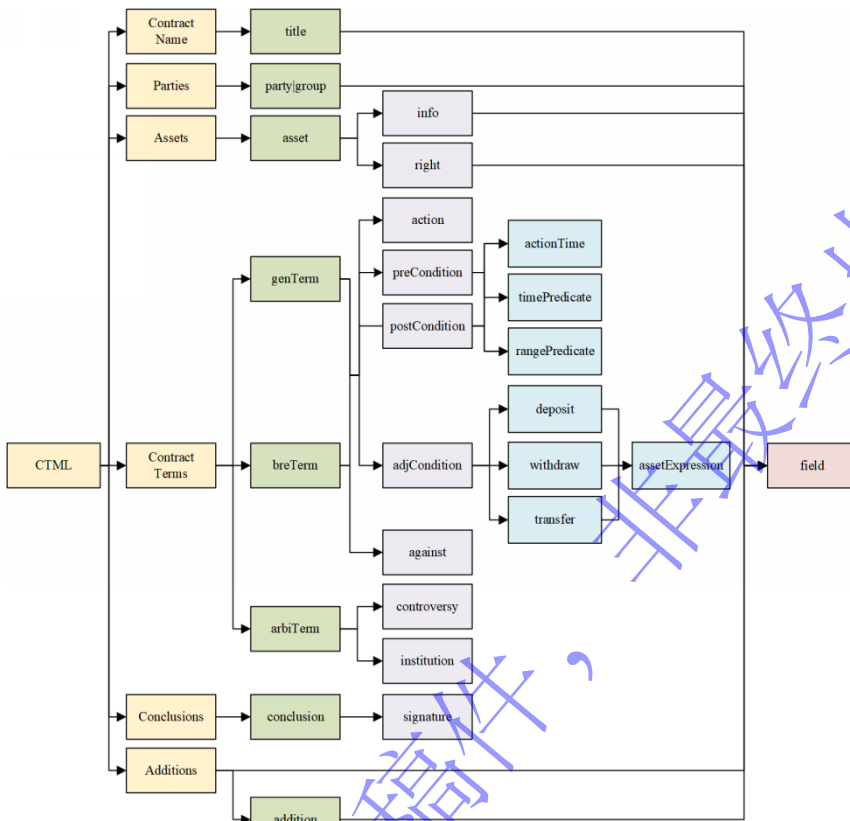 Contract
Name
title
Parties
party|group
Assets
asset
info
right
action
genTerm
preCondition
actionTime
timePredicate
postCondition
rangePredicate
deposit
CTML
Contract
Terms
breTerm
adjCondition
withdraw
assetExpression
field
transfer
against
arbiTerm
controversy
institution
Conclusions
conclusion
signature
Additions
addition
稿件，非最终